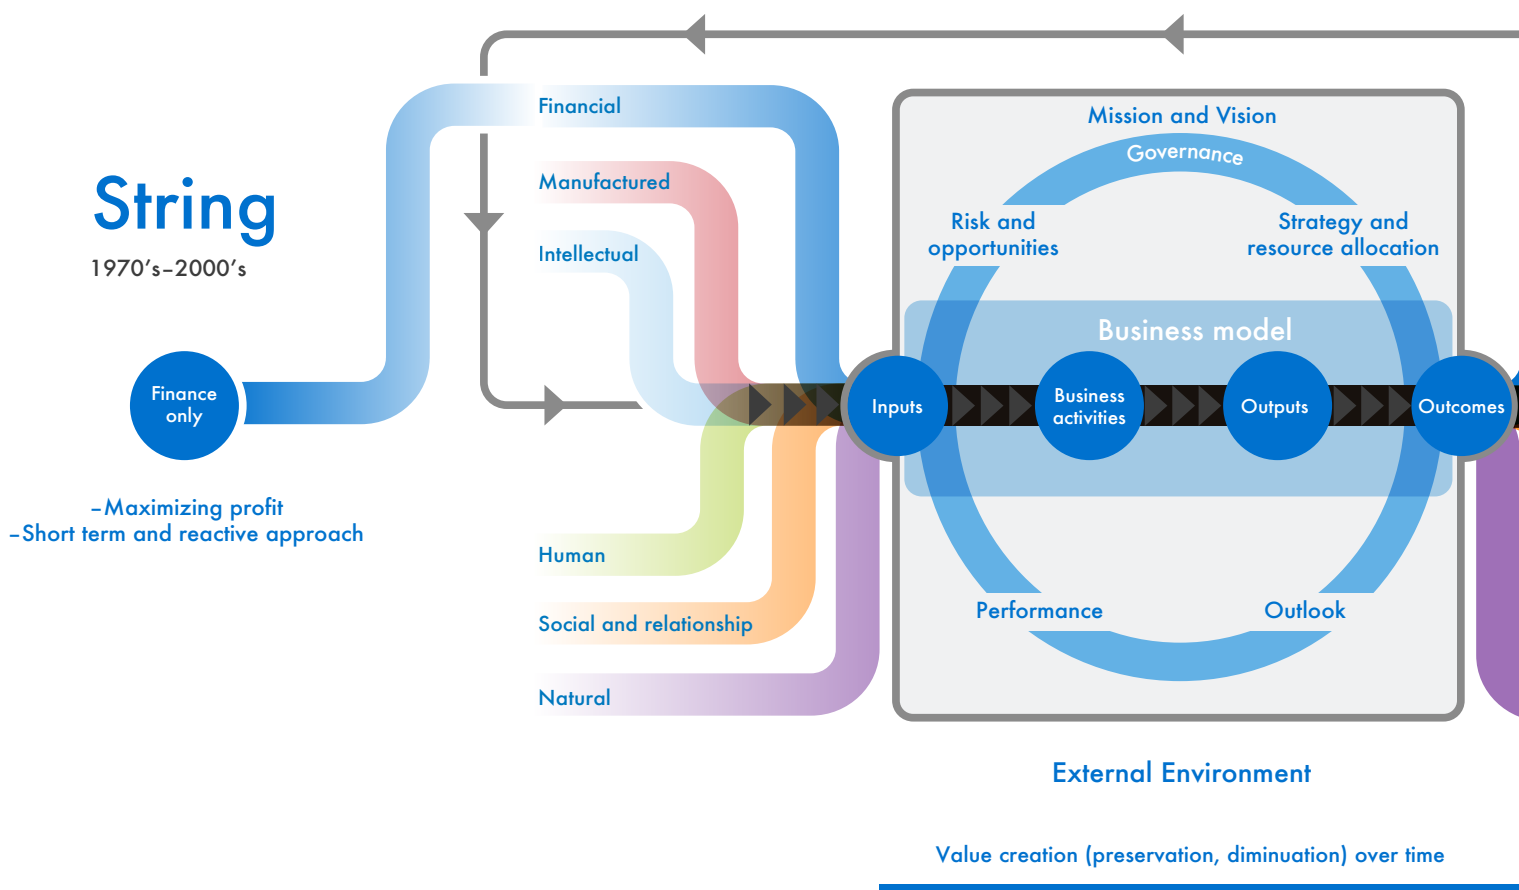 String
1970's–2000's
Finance
only
–Maximizing profit
–Short term and reactive approach
Financial
Manufactured
Intellectual
Human
Social and relationship
Natural
Mission and Vision
Governance
Risk and
opportunities
Strategy and
resource allocation
Business model
Inputs
Business
activities
Outputs
Outcomes
Performance
Outlook
External Environment
Value creation (preservation, diminuation) over time